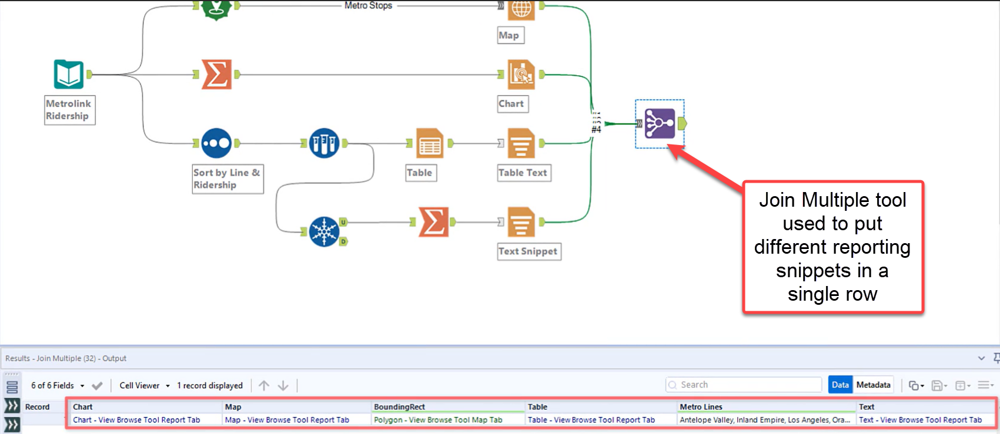 Metro Stops
Map
Metrolink
Ridership
Chart
#4
Sort by Line &
Ridership
Table
Table Text
U
D
Text Snippet
Join Multiple tool
used to put
different reporting
snippets in a
single row
Results - Join Multiple (32) - Output
6 of 6 Fields
Cell Viewer
1 record displayed
Search
Data
Metadata
Record Chart Map BoundingRect Table Metro Lines Text
Chart - View Browse Tool Report Tab Map - View Browse Tool Report Tab Polygon - View Browse Tool Map Tab Table - View Browse Tool Report Tab Antelope Valley, Inland Empire, Los Angeles, Ora... Text - View Browse Tool Report Tab